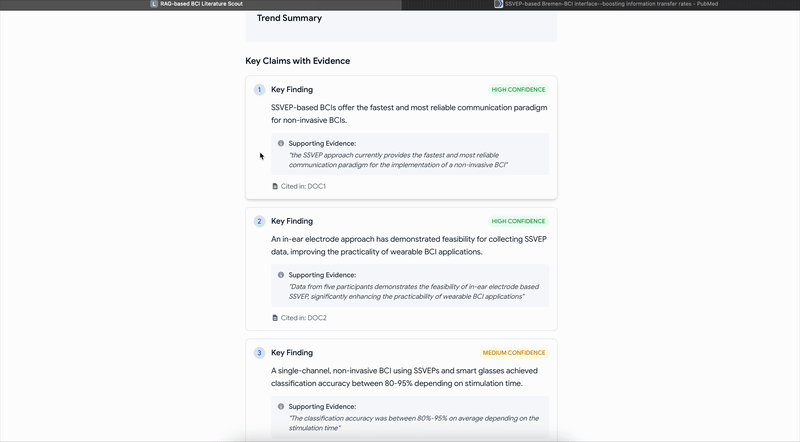 RAG-based BCI Literature Scout
SSVEP-based Bremen-BCI interface--boosting information transfer rates - PubMed
Trend Summary
Key Claims with Evidence
1
Key Finding
HIGH CONFIDENCE
SSVEP-based BCIs offer the fastest and most reliable communication paradigm
for non-invasive BCIs.
Supporting Evidence:
"the SSVEP approach currently provides the fastest and most reliable
communication paradigm for the implementation of a non-invasive BCI"
Cited in: DOC1
2
Key Finding
HIGH CONFIDENCE
An in-ear electrode approach has demonstrated feasibility for collecting SSVEP
data, improving the practicality of wearable BCI applications.
Supporting Evidence:
"Data from five participants demonstrates the feasibility of in-ear electrode based
SSVEP, significantly enhancing the practicability of wearable BCI applications"
Cited in: DOC2
3
Key Finding
MEDIUM CONFIDENCE
A single-channel, non-invasive BCI using SSVEPs and smart glasses achieved
classification accuracy between 80-95% depending on stimulation time.
Supporting Evidence:
"The classification accuracy was between 80%-95% on average depending on the
stimulation time"